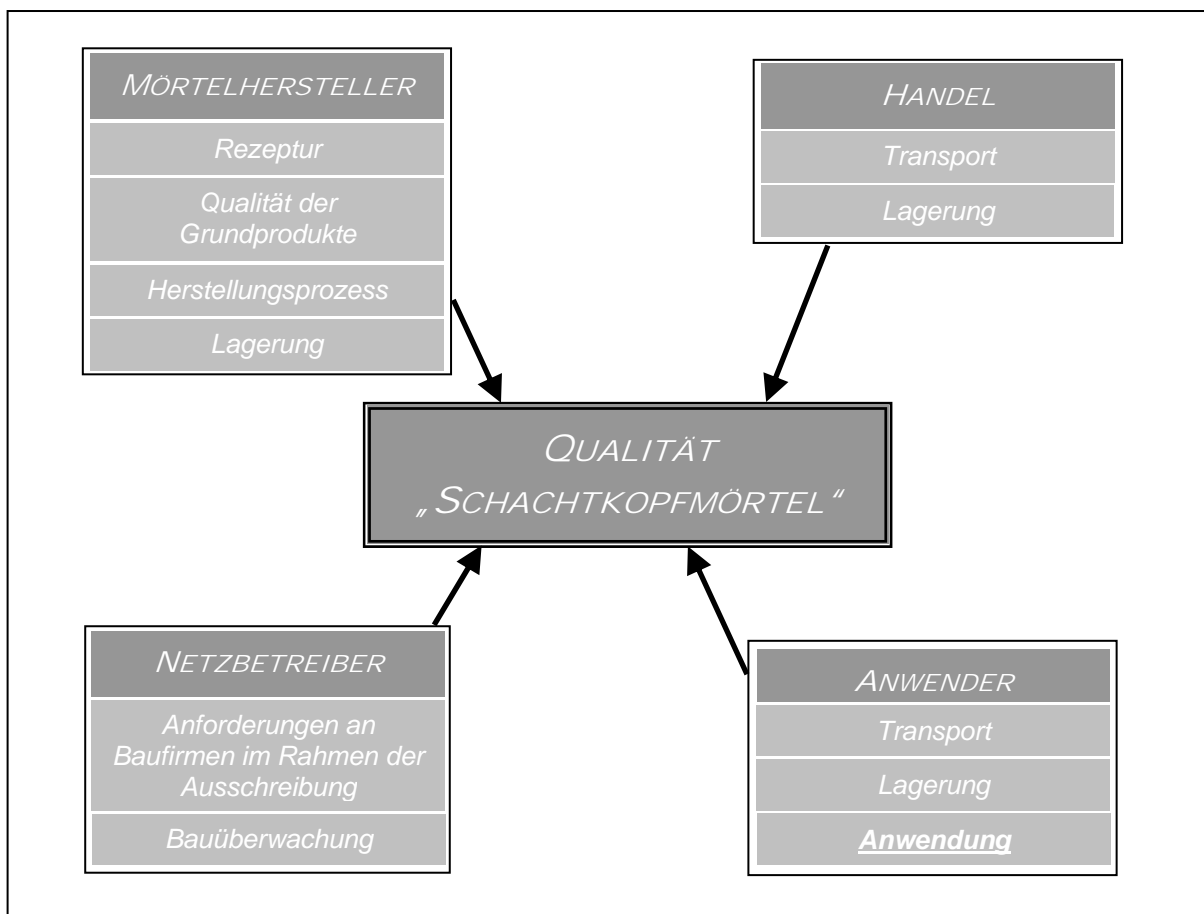 MÖRTELHERSTELLER
Rezeptur
Qualität der
Grundprodukte
Herstellungsprozess
Lagerung
HANDEL
Transport
Lagerung
QUALITÄT
„SCHACHTKOPFMÖRTEL“
NETZBETREIBER
Anforderungen an
Baufirmen im Rahmen der
Ausschreibung
Bauüberwachung
ANWENDER
Transport
Lagerung
Anwendung